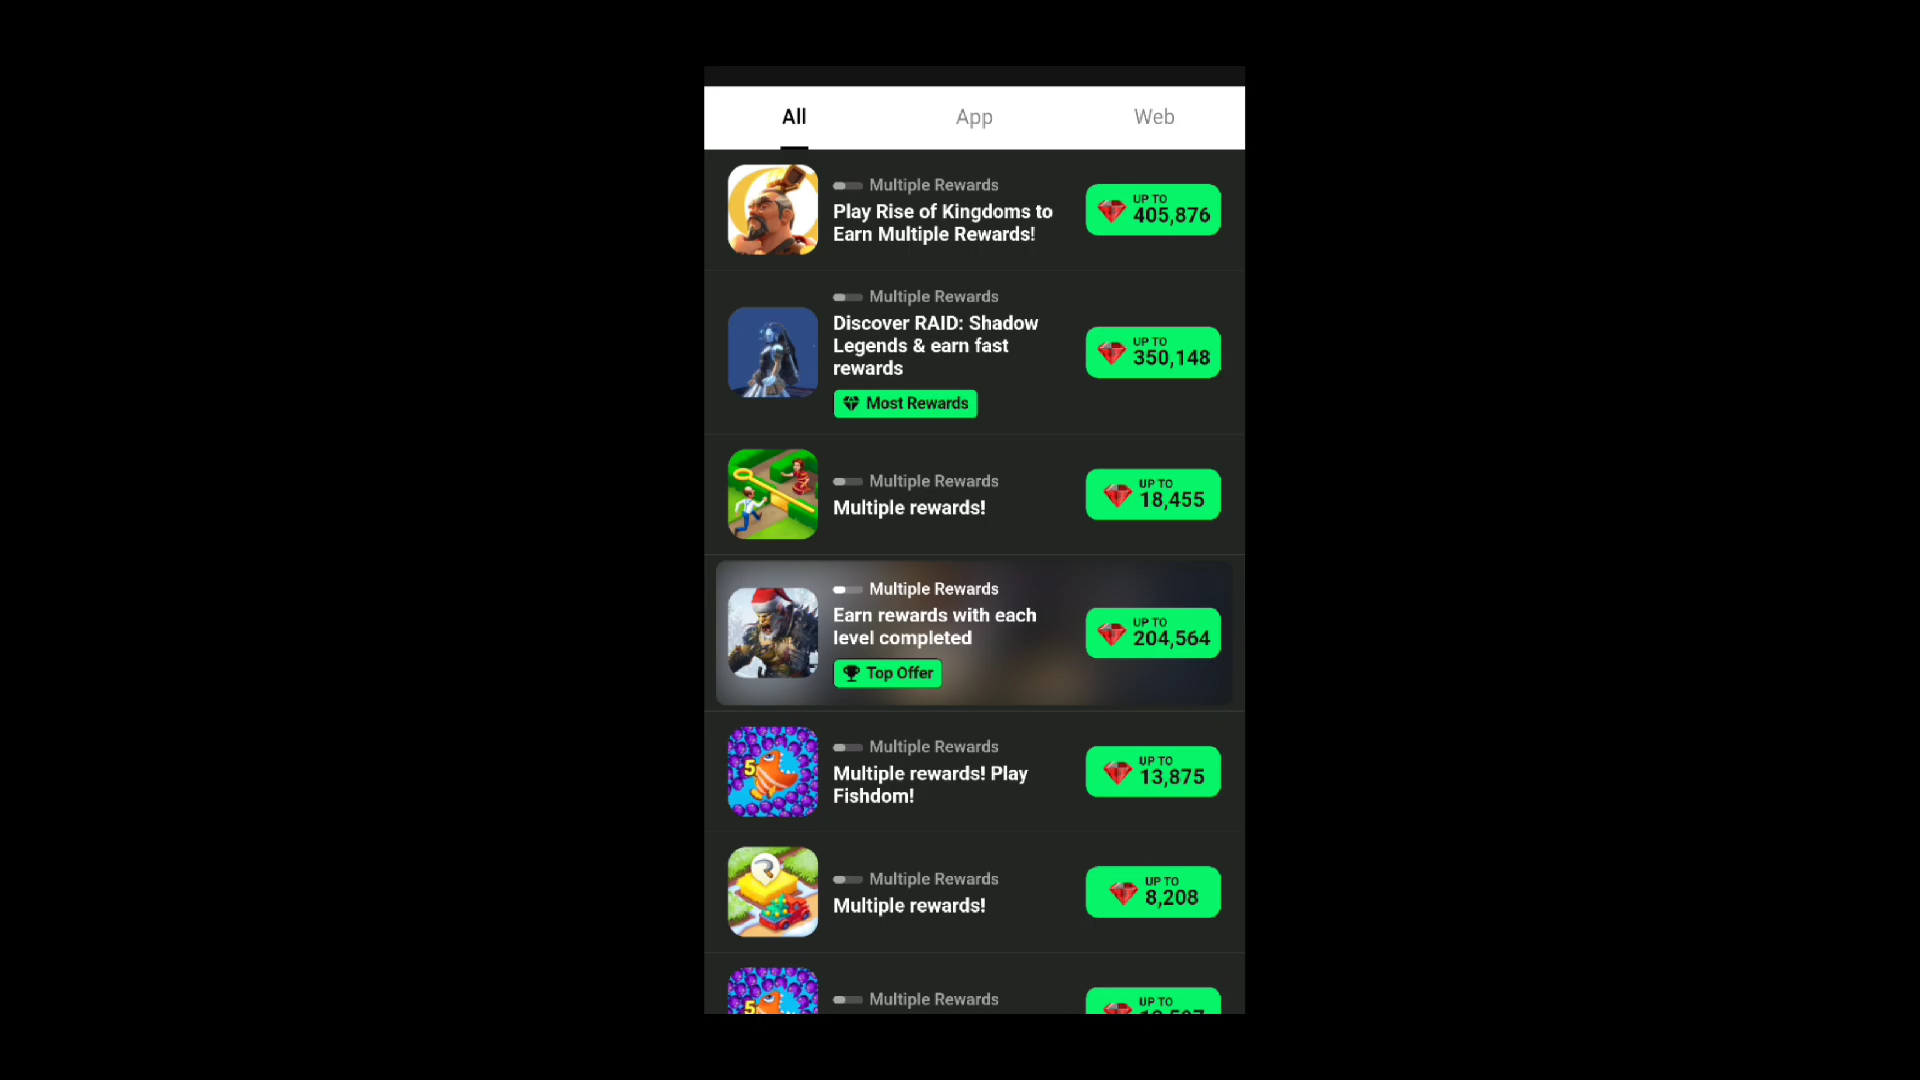 All
App
Web
Multiple Rewards
Play Rise of Kingdoms to
Earn Multiple Rewards!
UP TO
405,876
Multiple Rewards
Discover RAID: Shadow
Legends & earn fast
rewards
Most Rewards
UP TO
350,148
Multiple Rewards
Multiple rewards!
UP TO
18,455
Multiple Rewards
Earn rewards with each
level completed
Top Offer
UP TO
204,564
5
Multiple Rewards
Multiple rewards! Play
Fishdom!
UP TO
13,875
Multiple Rewards
Multiple rewards!
UP TO
8,208
5
Multiple Rewards
UP TO